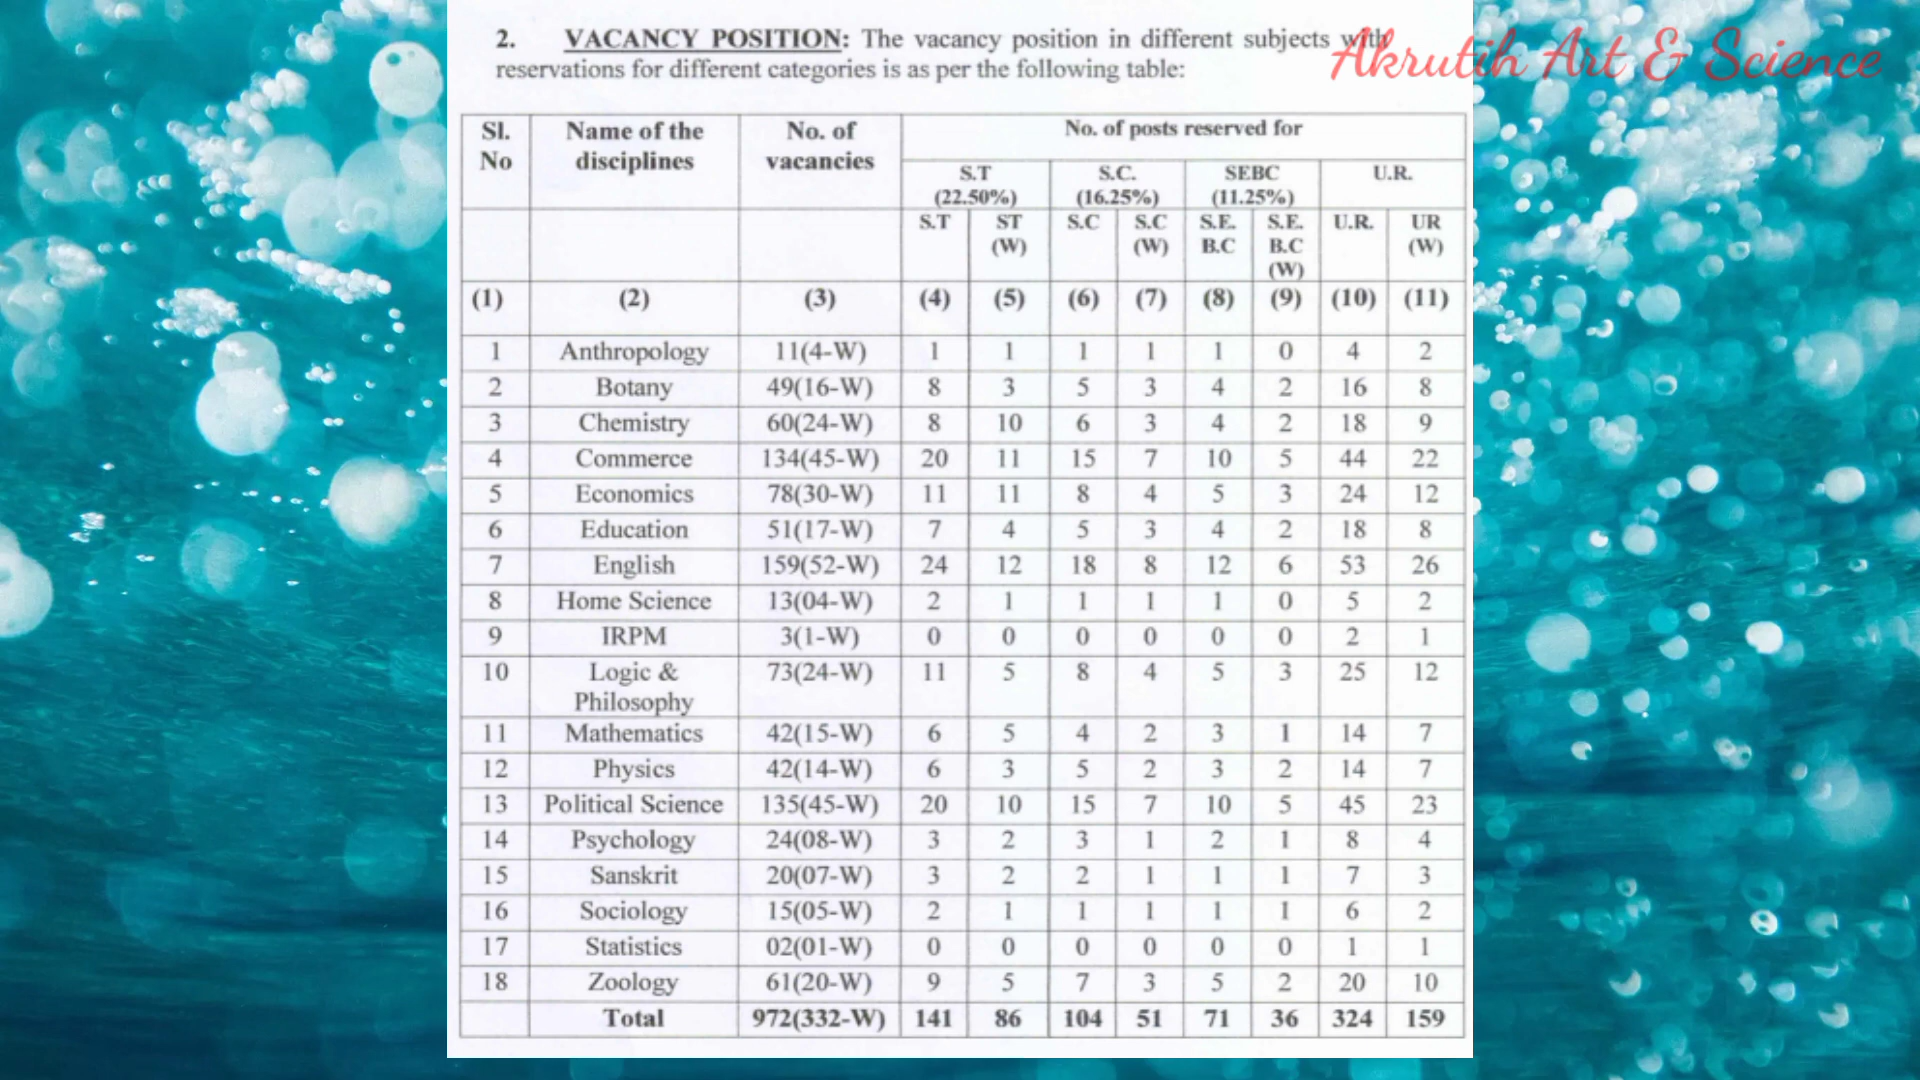 Akrutih Art & Science
2. VACANCY POSITION: The vacancy position in different subjects with
reservations for different categories is as per the following table:
Sl. No Name of the disciplines No. of vacancies No. of posts reserved for
S.T (22.50%) S.C. (16.25%) SEBC (11.25%) U.R.
S.T ST (W) S.C S.C (W) S.E. B.C S.E. B.C (W) U.R. UR (W)
(1) (2) (3) (4) (5) (6) (7) (8) (9) (10) (11)
1 Anthropology 11(4-W) 1 1 1 1 1 0 4 2
2 Botany 49(16-W) 8 3 5 3 4 2 16 8
3 Chemistry 60(24-W) 8 10 6 3 4 2 18 9
4 Commerce 134(45-W) 20 11 15 7 10 5 44 22
5 Economics 78(30-W) 11 11 8 4 5 3 24 12
6 Education 51(17-W) 7 4 5 3 4 2 18 8
7 English 159(52-W) 24 12 18 8 12 6 53 26
8 Home Science 13(04-W) 2 1 1 1 1 0 5 2
9 IRPM 3(1-W) 0 0 0 0 0 0 2 1
10 Logic & Philosophy 73(24-W) 11 5 8 4 5 3 25 12
11 Mathematics 42(15-W) 6 5 4 2 3 1 14 7
12 Physics 42(14-W) 6 3 5 2 3 2 14 7
13 Political Science 135(45-W) 20 10 15 7 10 5 45 23
14 Psychology 24(08-W) 3 2 3 1 2 1 8 4
15 Sanskrit 20(07-W) 3 2 2 1 1 1 7 3
16 Sociology 15(05-W) 2 1 1 1 1 1 6 2
17 Statistics 02(01-W) 0 0 0 0 0 0 1 1
18 Zoology 61(20-W) 9 5 7 3 5 2 20 10
Total 972(332-W) 141 86 104 51 71 36 324 159